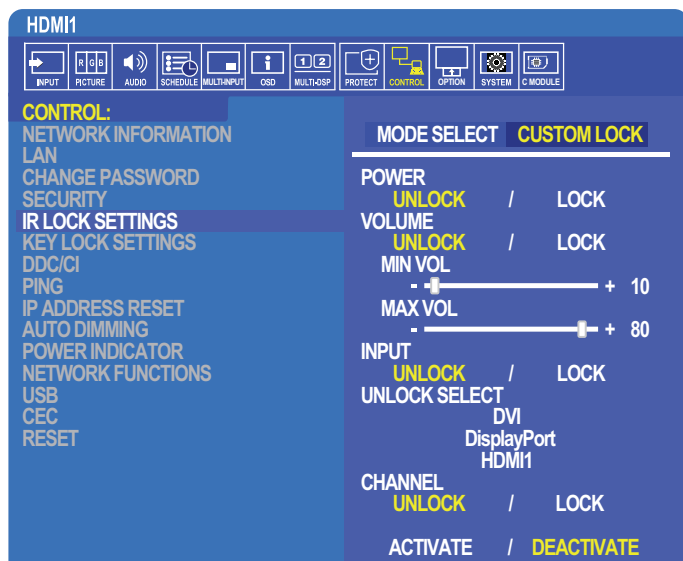 HDMI1
INPUT RGB PICTURE AUDIO SCHEDULE MULTI-INPUT OSD 1 2 MULTI-DSP PROTECT CONTROL OPTION SYSTEM C MODULE
CONTROL:
NETWORK INFORMATION
LAN
CHANGE PASSWORD
SECURITY
IR LOCK SETTINGS
KEY LOCK SETTINGS
DDC/CI
PING
IP ADDRESS RESET
AUTO DIMMING
POWER INDICATOR
NETWORK FUNCTIONS
USB
CEC
RESET
MODE SELECT CUSTOM LOCK
POWER
UNLOCK / LOCK
VOLUME
UNLOCK / LOCK
MIN VOL
- + 10
MAX VOL
- + 80
INPUT
UNLOCK / LOCK
UNLOCK SELECT
DVI
DisplayPort
HDMI1
CHANNEL
UNLOCK / LOCK
ACTIVATE / DEACTIVATE